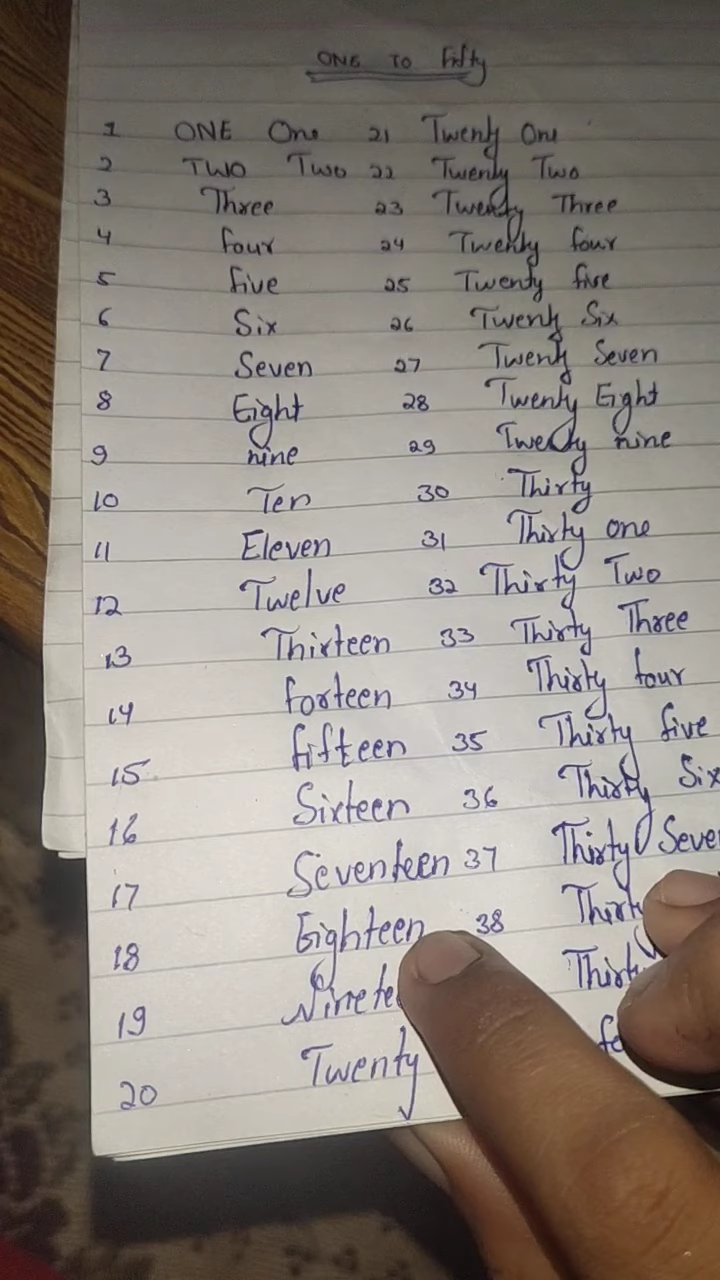 ONE TO Fifty
1 ONE One 21 Twenty One
2 TWO Two 22 Twenty Two
3 Three 23 Twenty Three
4 four 24 Twenty four
5 five 25 Twenty five
6 Six 26 Twenty Six
7 Seven 27 Twenty Seven
8 Eight 28 Twenty Eight
9 nine 29 Twenty nine
10 Ten 30 Thirty
11 Eleven 31 Thirty one
12 Twelve 32 Thirty Two
13 Thirteen 33 Thirty Three
14 forteen 34 Thirty four
15 fifteen 35 Thirty five
16 Sixteen 36 Thirty Six
17 Seventeen 37 Thirty Seven
18 Eighteen 38 Thirty
19 Thirty
20 Twenty